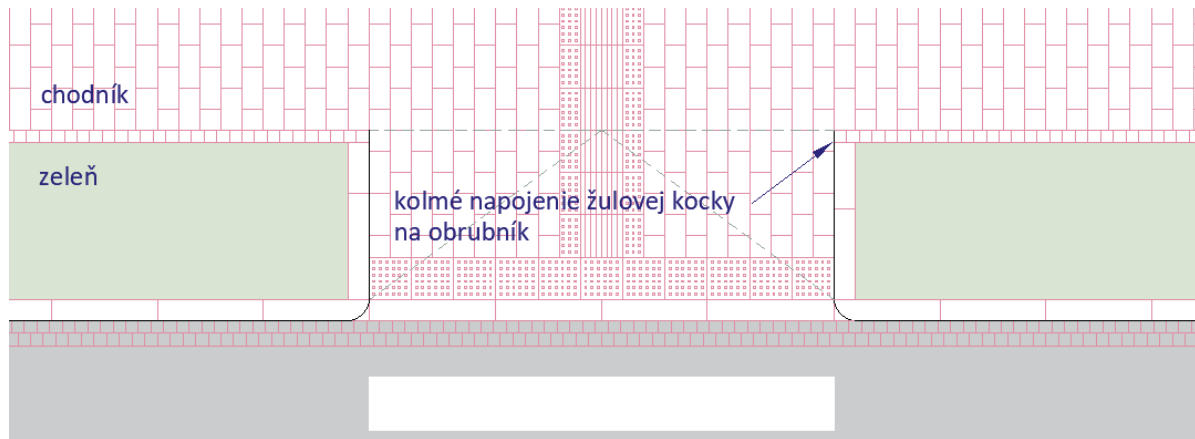 chodník
zeleň
kolmé napojenie žulovej kocky
na obrubník